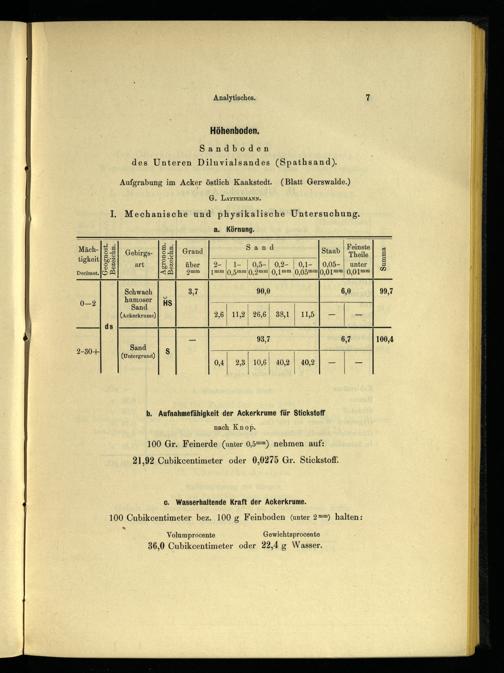 Analytisches. 7
Höhenboden.
Sandboden
des Unteren Diluvialsandes (Spathsand).
Aufgrabung im Acker östlich Kaakstedt. (Blatt Gerswalde.)
G. Lattermann.
I. Mechanische und physikalische Untersuchung.
a. Körnung.
Mäch-tigkeit Decimet. | Geognost. Bezeichn. | Gebirgs-art | Agronom. Bezeichn. | Grand über 2mm | Sand | Staub | Feinste Theile | Summa
2-1mm | 1-0,5mm | 0,5-0,2mm | 0,2-0,1mm | 0,1-0,05mm | 0,05-0,01mm | unter 0,01mm
0–2 | ds | Schwach humoser Sand (Ackerkrume) | HS | 3,7 | 90,0 | 6,0 | 99,7
2,6 | 11,2 | 26,6 | 38,1 | 11,5 | — | —
2-30+ | Sand (Untergrund) | S | — | 93,7 | 6,7 | 100,4
0,4 | 2,3 | 10,6 | 40,2 | 40,2 | — | —
b. Aufnahmefähigkeit der Ackerkrume für Stickstoff
nach Knop.
100 Gr. Feinerde (unter 0,5mm) nehmen auf:
21,92 Cubikcentimeter oder 0,0275 Gr. Stickstoff.
c. Wasserhaltende Kraft der Ackerkrume.
100 Cubikcentimeter bez. 100 g Feinboden (unter 2mm) halten:
Volumprocente Gewichtsprocente
36,0 Cubikcentimeter oder 22,4 g Wasser.